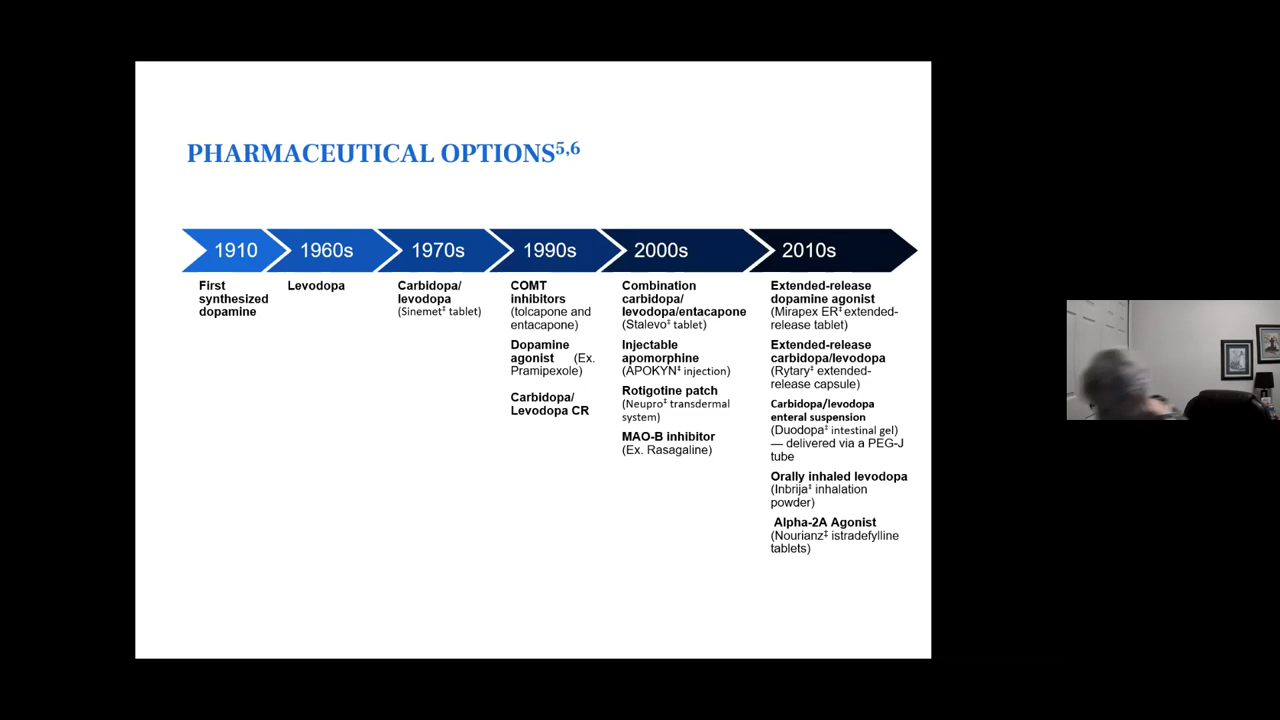 PHARMACEUTICAL OPTIONS5,6
1910
1960s
1970s
1990s
2000s
2010s
First
synthesized
dopamine
Levodopa
Carbidopa/
levodopa
(Sinemet‡ tablet)
COMT
inhibitors
(tolcapone and
entacapone)
Dopamine
agonist (Ex.
Pramipexole)
Carbidopa/
Levodopa CR
Combination
carbidopa/
levodopa/entacapone
(Stalevo‡ tablet)
Injectable
apomorphine
(APOKYN‡ injection)
Rotigotine patch
(Neupro‡ transdermal
system)
MAO-B inhibitor
(Ex. Rasagaline)
Extended-release
dopamine agonist
(Mirapex ER‡ extended-
release tablet)
Extended-release
carbidopa/levodopa
(Rytary‡ extended-
release capsule)
Carbidopa/levodopa
enteral suspension
(Duodopa‡ intestinal gel)
— delivered via a PEG-J
tube
Orally inhaled levodopa
(Inbrija‡ inhalation
powder)
Alpha-2A Agonist
(Nourianz‡ istradefylline
tablets)